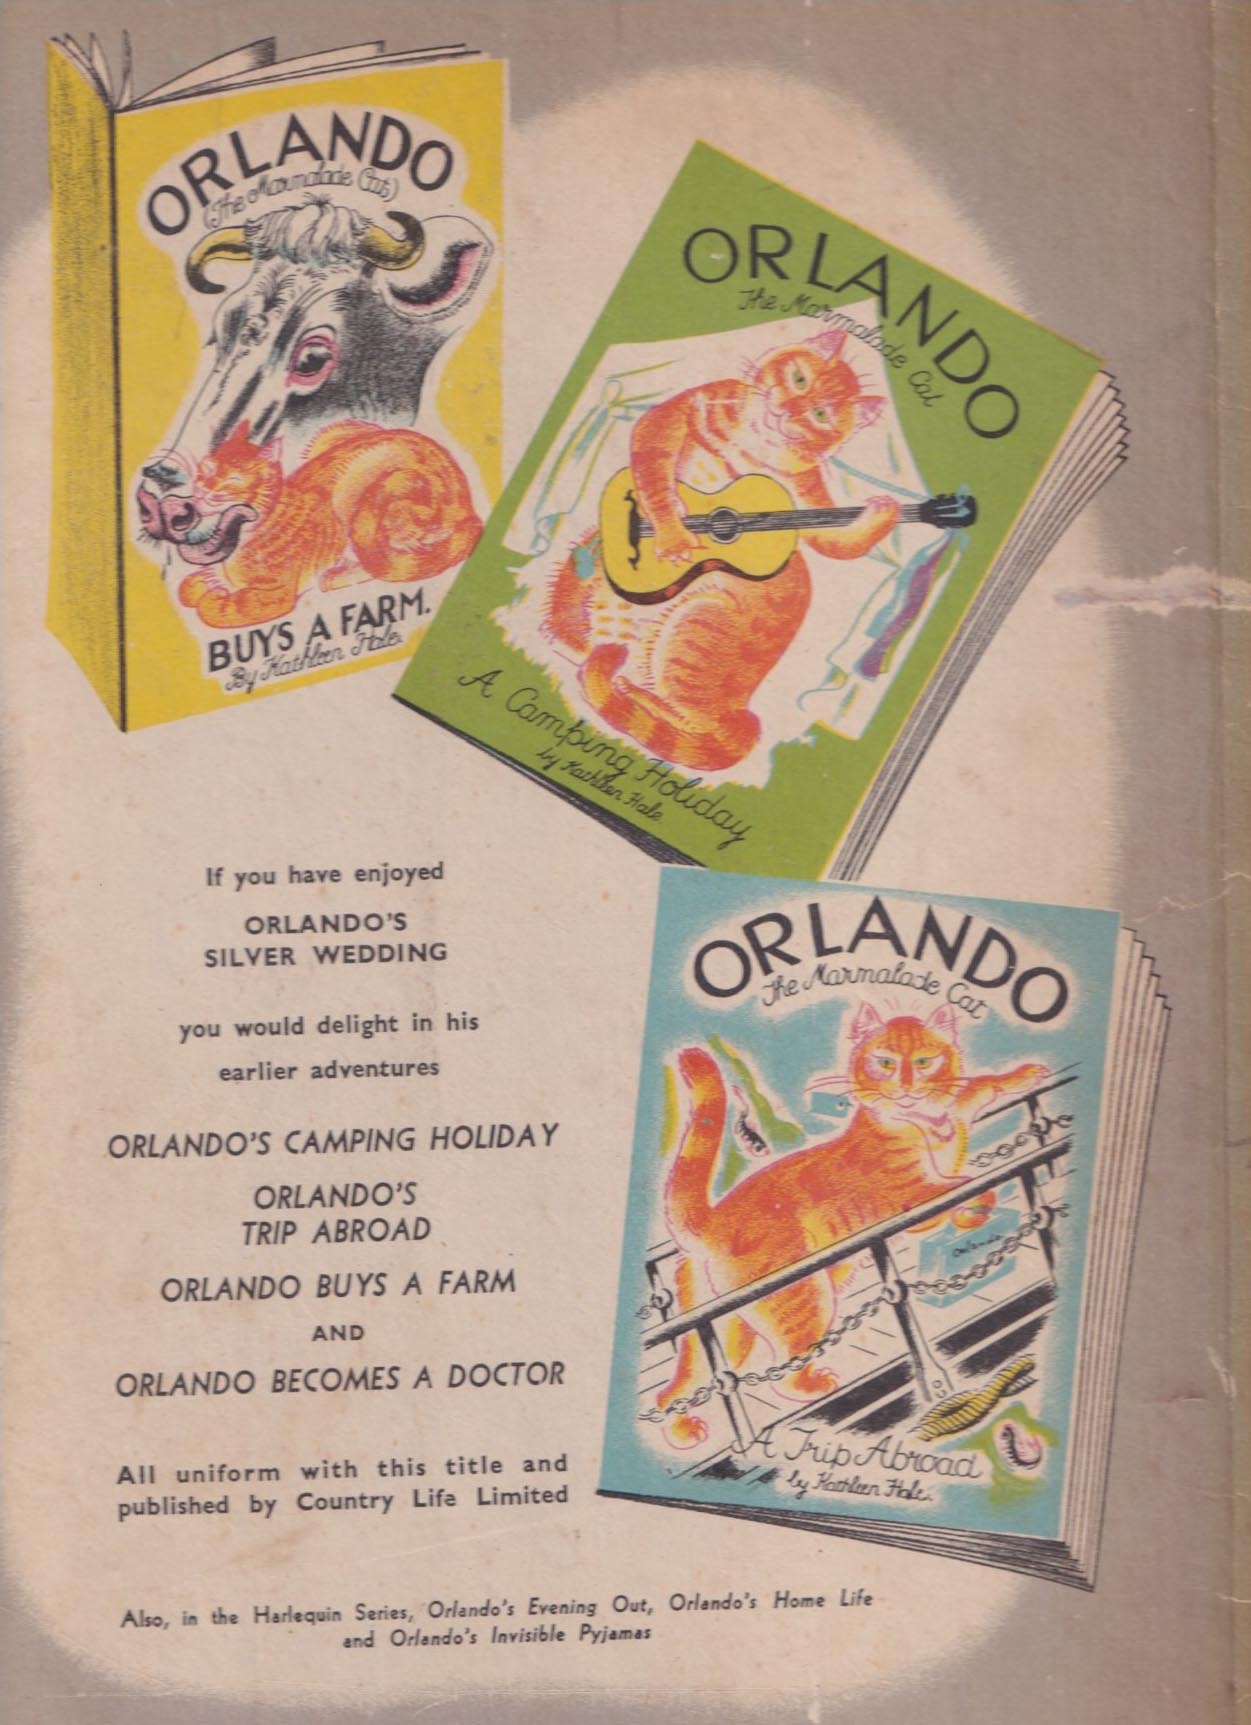 ORLANDO
(The Marmalade Cat)
BUYS A FARM.
By Kathleen Hale.
ORLANDO
The Marmalade Cat
A Camping Holiday
by Kathleen Hale
If you have enjoyed
ORLANDO'S
SILVER WEDDING
you would delight in his
earlier adventures
ORLANDO'S CAMPING HOLIDAY
ORLANDO'S
TRIP ABROAD
ORLANDO BUYS A FARM
AND
ORLANDO BECOMES A DOCTOR
All uniform with this title and
published by Country Life Limited
ORLANDO
The Marmalade Cat
Orlando
A Trip Abroad
by Kathleen Hale.
Also, in the Harlequin Series, Orlando's Evening Out, Orlando's Home Life
and Orlando's Invisible Pyjamas